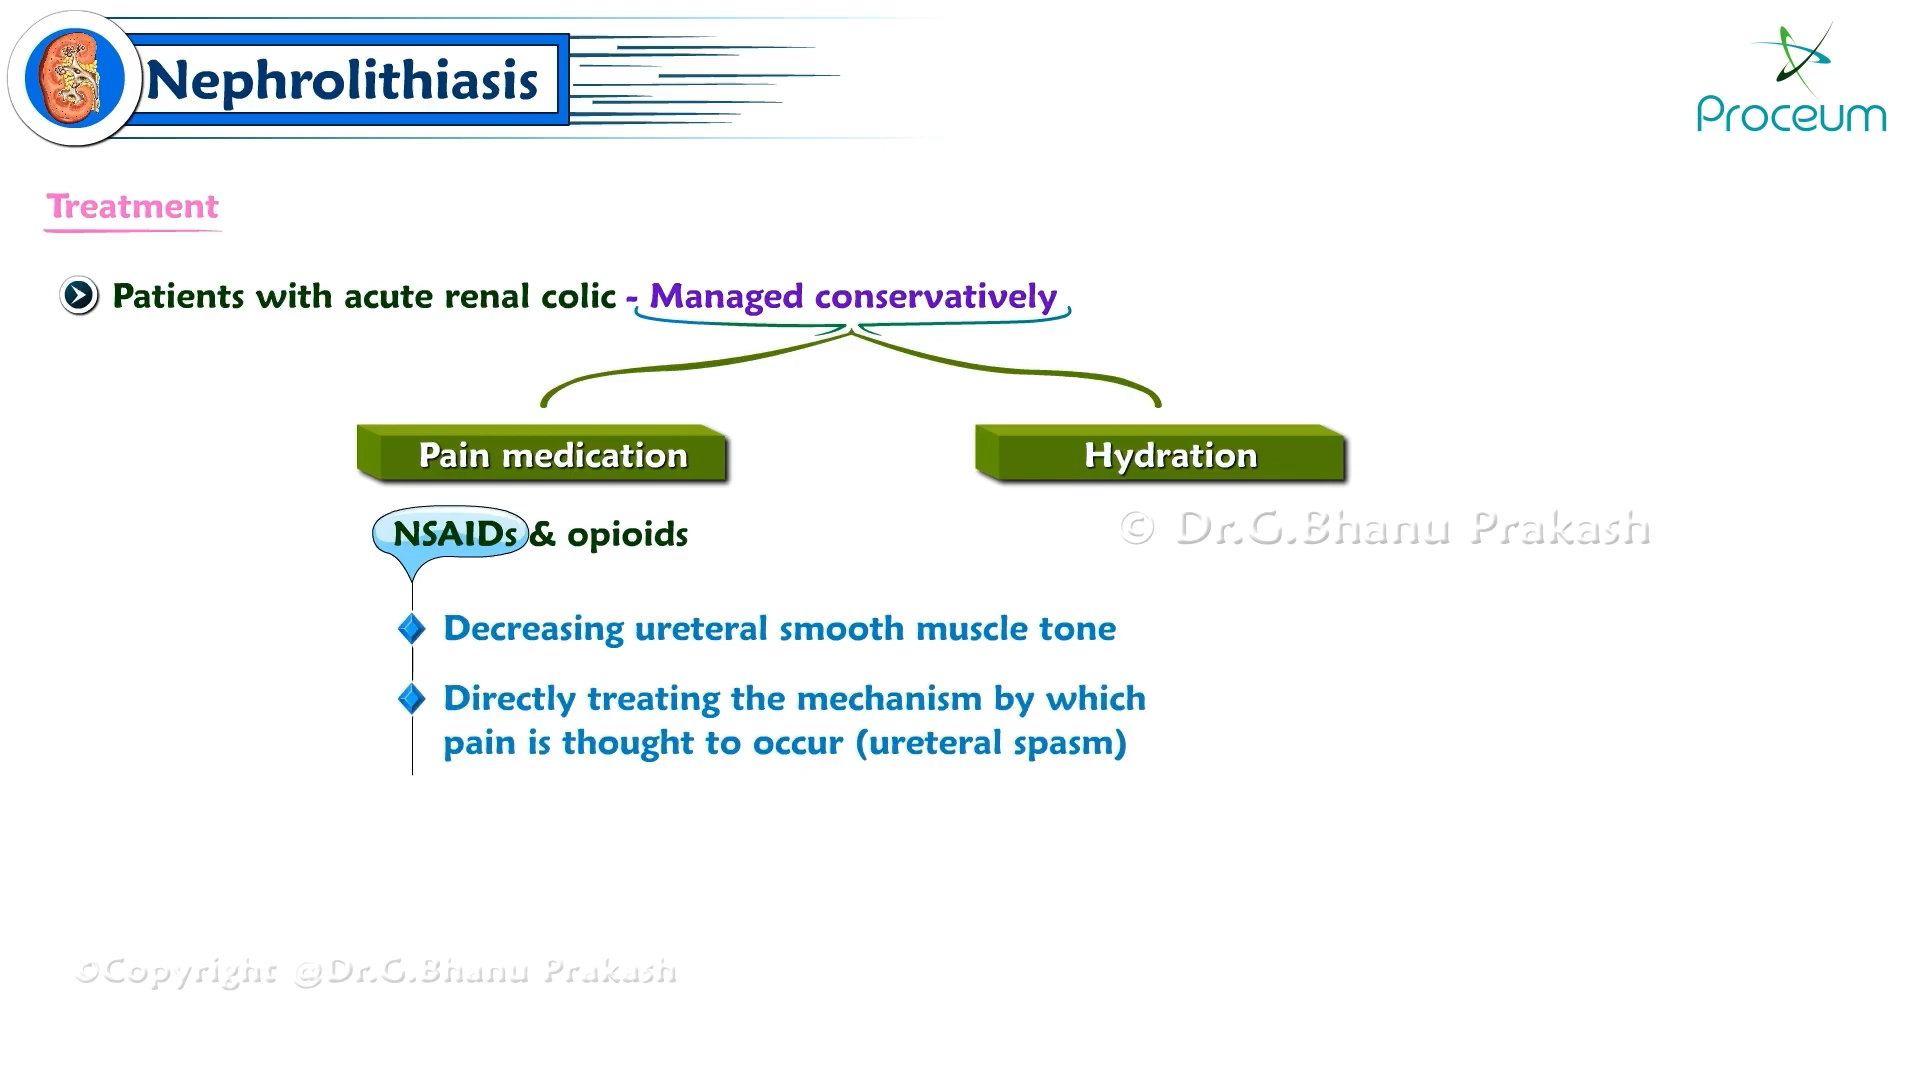 Nephrolithiasis
Proceum
Treatment
Patients with acute renal colic - Managed conservatively
Pain medication
Hydration
NSAIDs & opioids
© Dr.G.Bhanu Prakash
Decreasing ureteral smooth muscle tone
Directly treating the mechanism by which
pain is thought to occur (ureteral spasm)
©Copyright @Dr.G.Bhanu Prakash